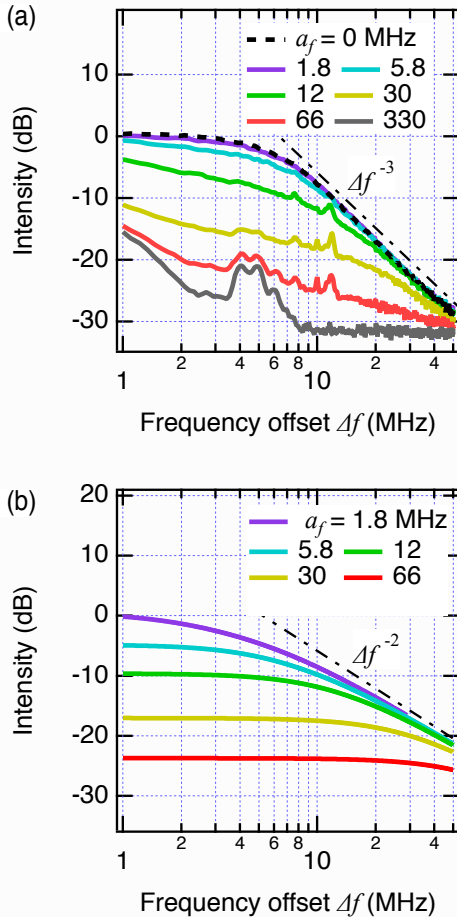 (a)
a_f = 0 MHz
1.8 5.8
12 30
66 330
Δf⁻³
Intensity (dB)
10
0
-10
-20
-30
1 2 4 6 8 10 2 4
Frequency offset Δf (MHz)
(b)
20
a_f = 1.8 MHz
5.8 12
30 66
Δf⁻²
Intensity (dB)
10
0
-10
-20
-30
1 2 4 6 8 10 2 4
Frequency offset Δf (MHz)